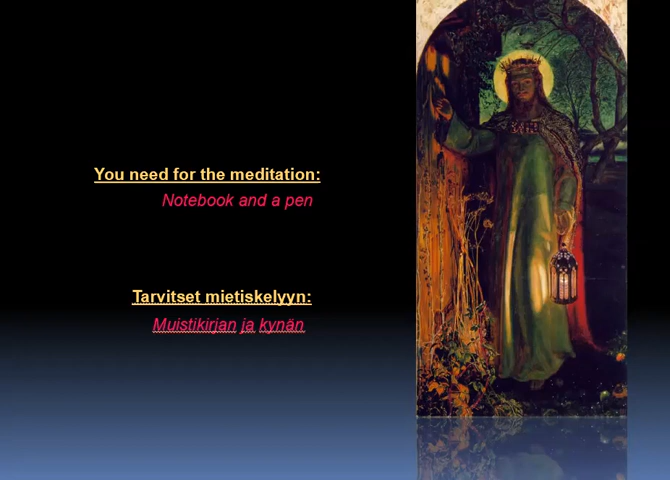 You need for the meditation:
Notebook and a pen
Tarvitset mietiskelyyn:
Muistikirjan ja kynän